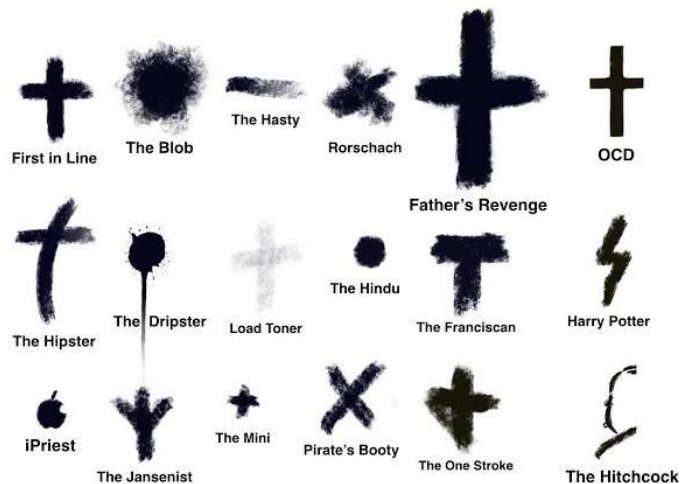 First in Line
The Blob
The Hasty
Rorschach
Father's Revenge
OCD
The Hipster
The Dripster
Load Toner
The Hindu
The Franciscan
Harry Potter
iPriest
The Jansenist
The Mini
Pirate's Booty
The One Stroke
The Hitchcock